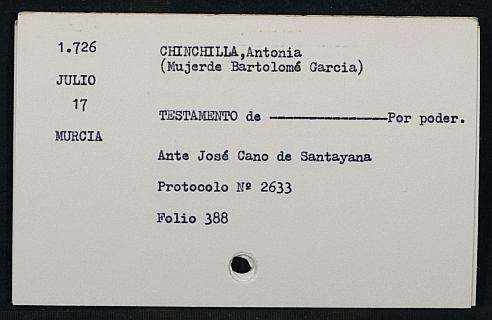 1.726
CHINCHILLA,Antonia
(Mujerde Bartolomé Garcia)
JULIO
17
TESTAMENTO de ——————————Por poder.
MURCIA
Ante José Cano de Santayana
Protocolo Nº 2633
Folio 388